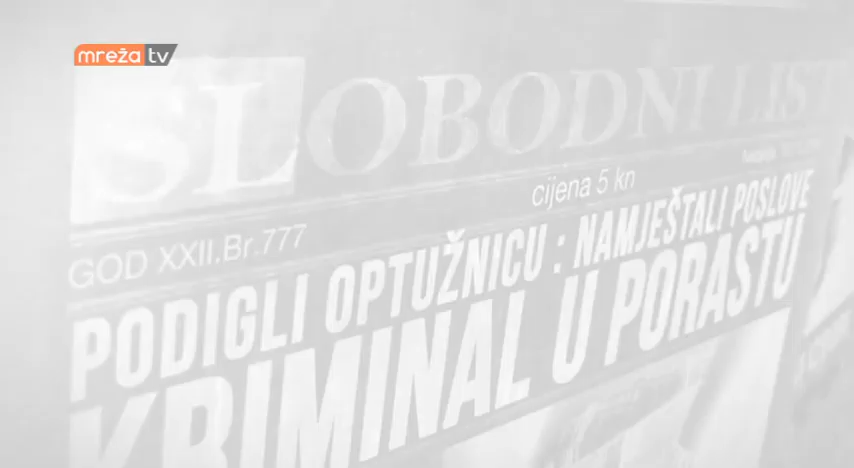 mreža tv
SLOBODNI LIST
cijena 5 kn
GOD XXII.Br.777
PODIGLI OPTUŽNICU : NAMJEŠTALI POSLOVE
KRIMINAL U PORASTU